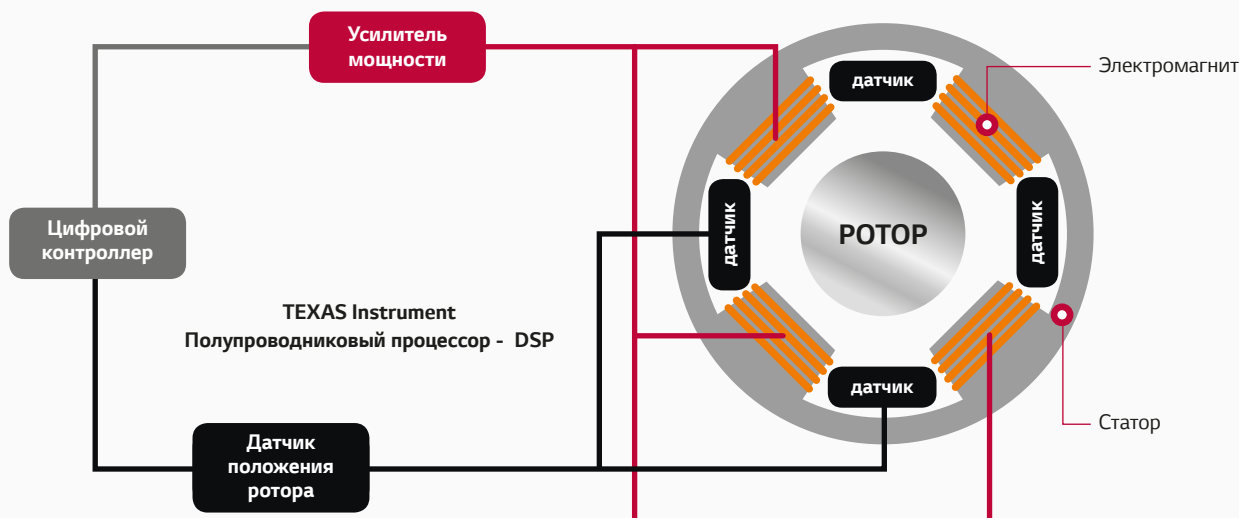 Усилитель
мощности
датчик
Электромагнит
датчик
РОТОР
датчик
Цифровой
контроллер
TEXAS Instrument
Полупроводниковый процессор - DSP
датчик
Статор
Датчик
положения
ротора